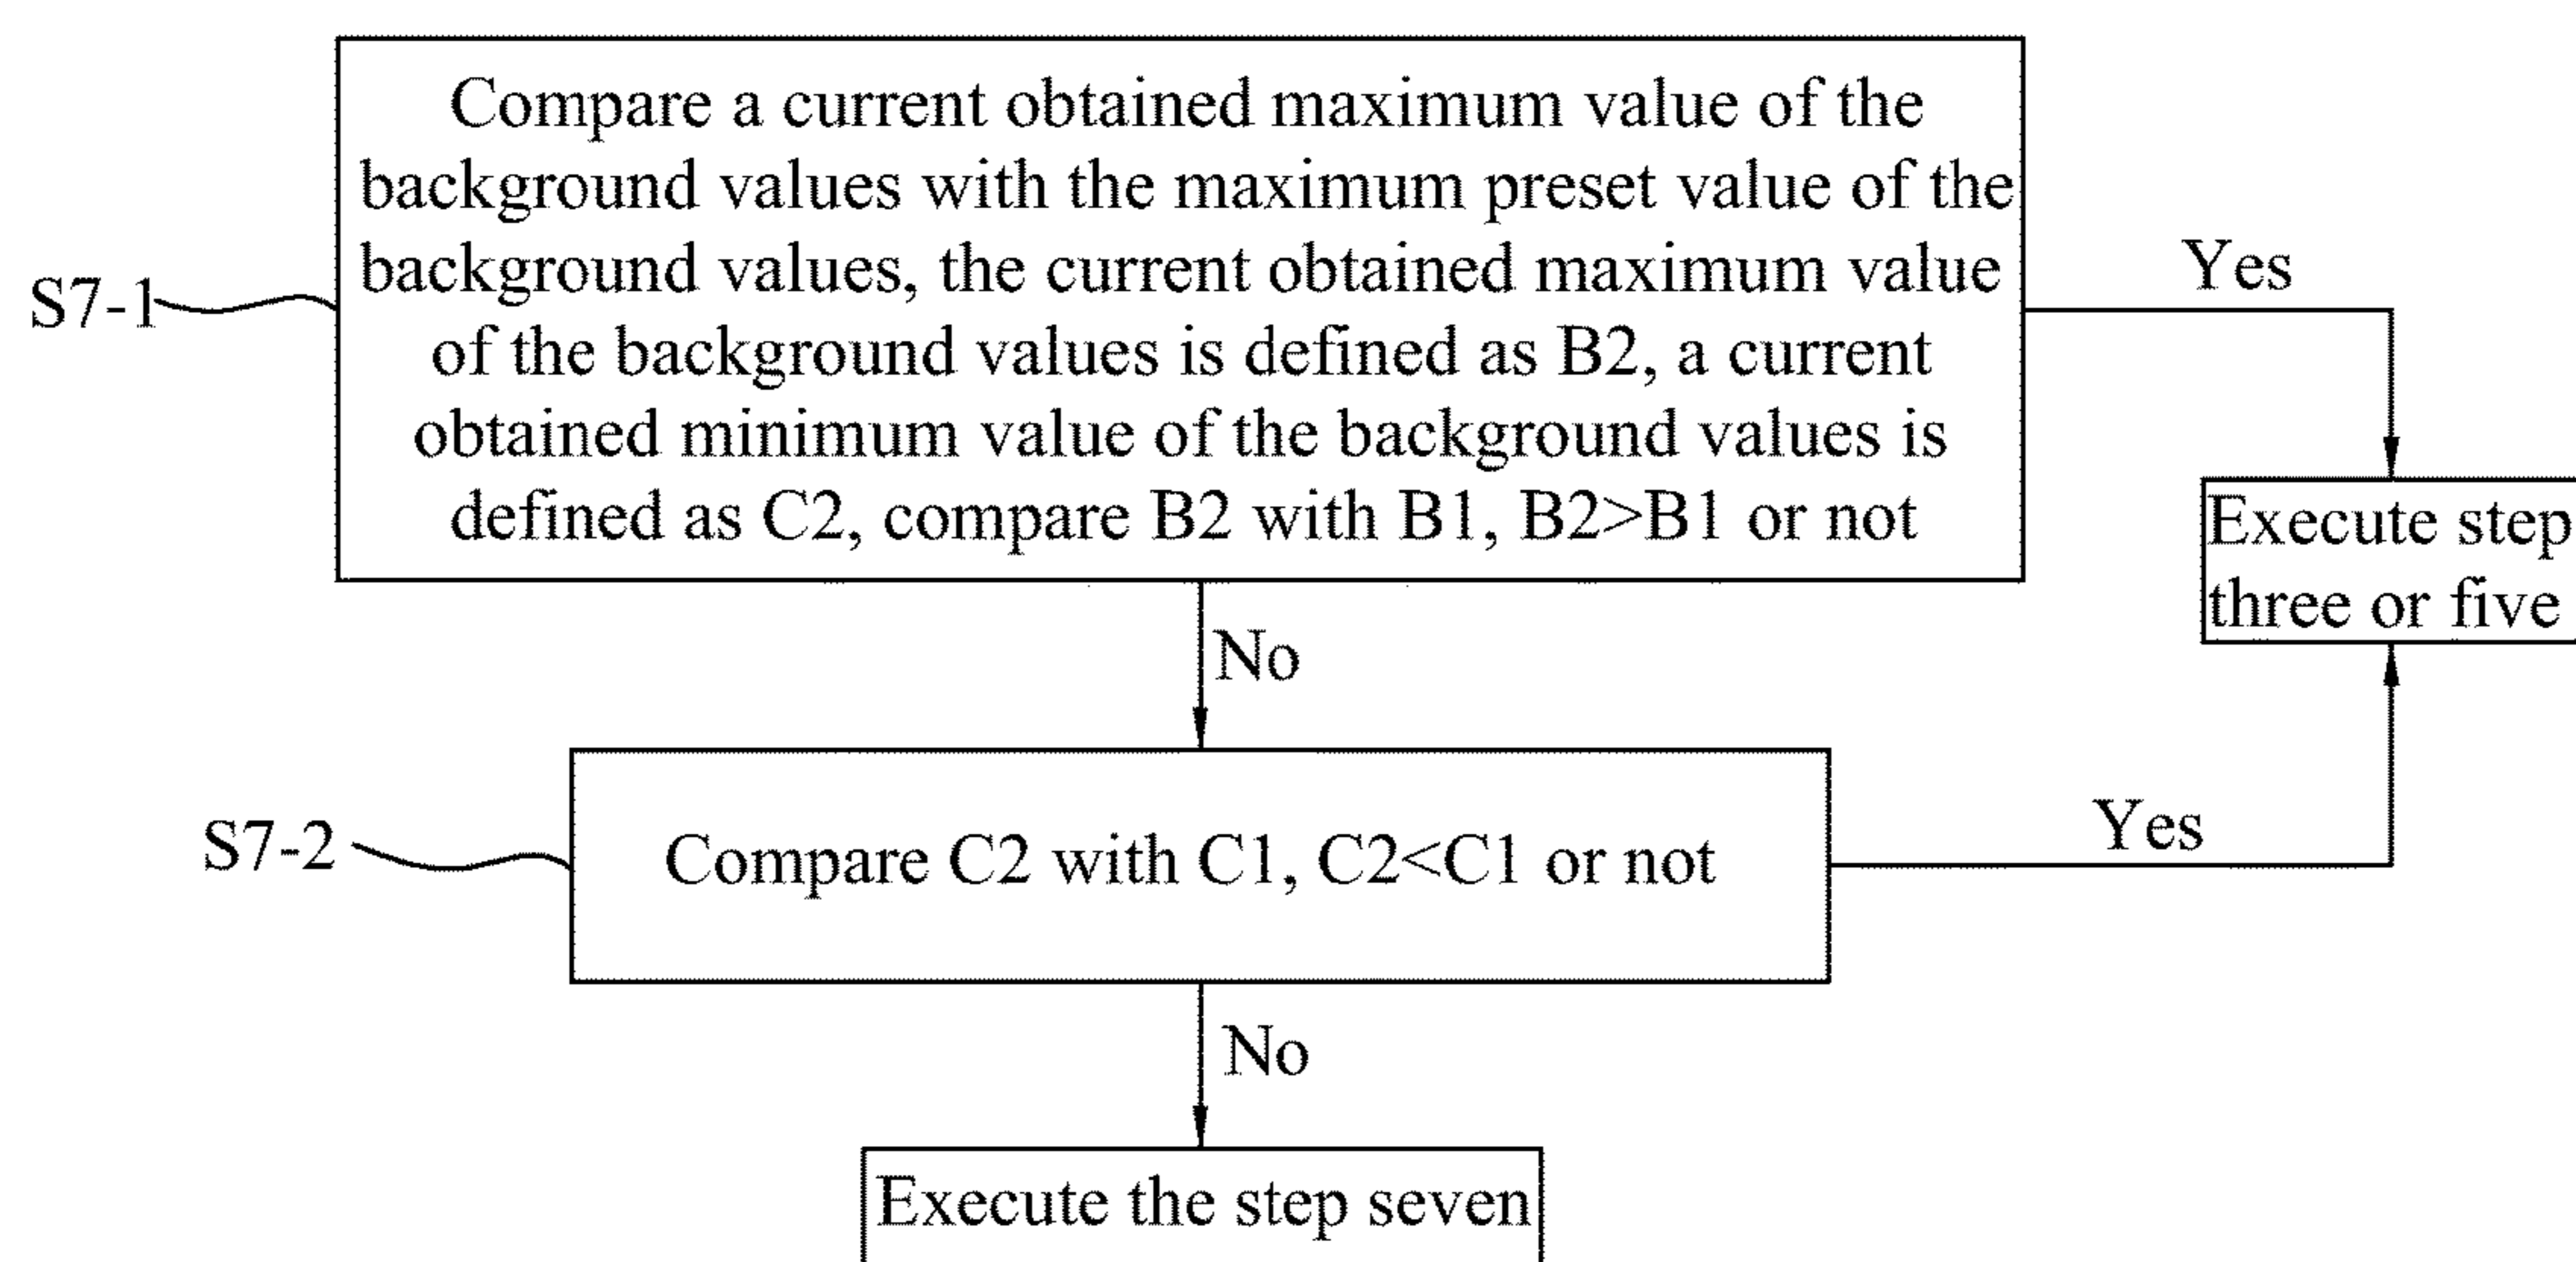 Compare a current obtained maximum value of the
background values with the maximum preset value of the
background values, the current obtained maximum value
of the background values is defined as B2, a current
obtained minimum value of the background values is
defined as C2, compare B2 with B1, B2>B1 or not
S7-1
Yes
Execute step
three or five
No
S7-2
Compare C2 with C1, C2<C1 or not
Yes
No
Execute the step seven